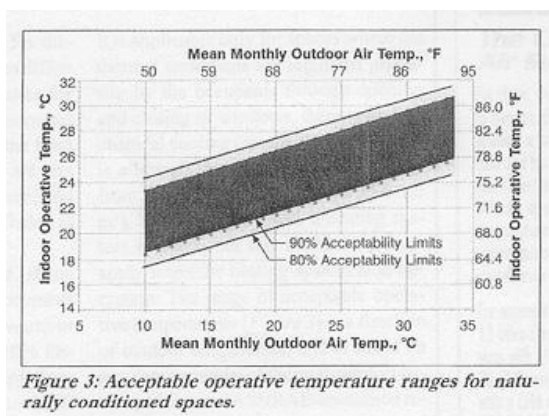 Mean Monthly Outdoor Air Temp., °F
50 59 68 77 86 95
Indoor Operative Temp., °C
32
30
28
26
24
22
20
18
16
14
86.0
82.4
78.8
75.2
71.6
68.0
64.4
60.8
Indoor Operative Temp., °F
90% Acceptability Limits
80% Acceptability Limits
5 10 15 20 25 30 35
Mean Monthly Outdoor Air Temp., °C
Figure 3: Acceptable operative temperature ranges for natu-
rally conditioned spaces.